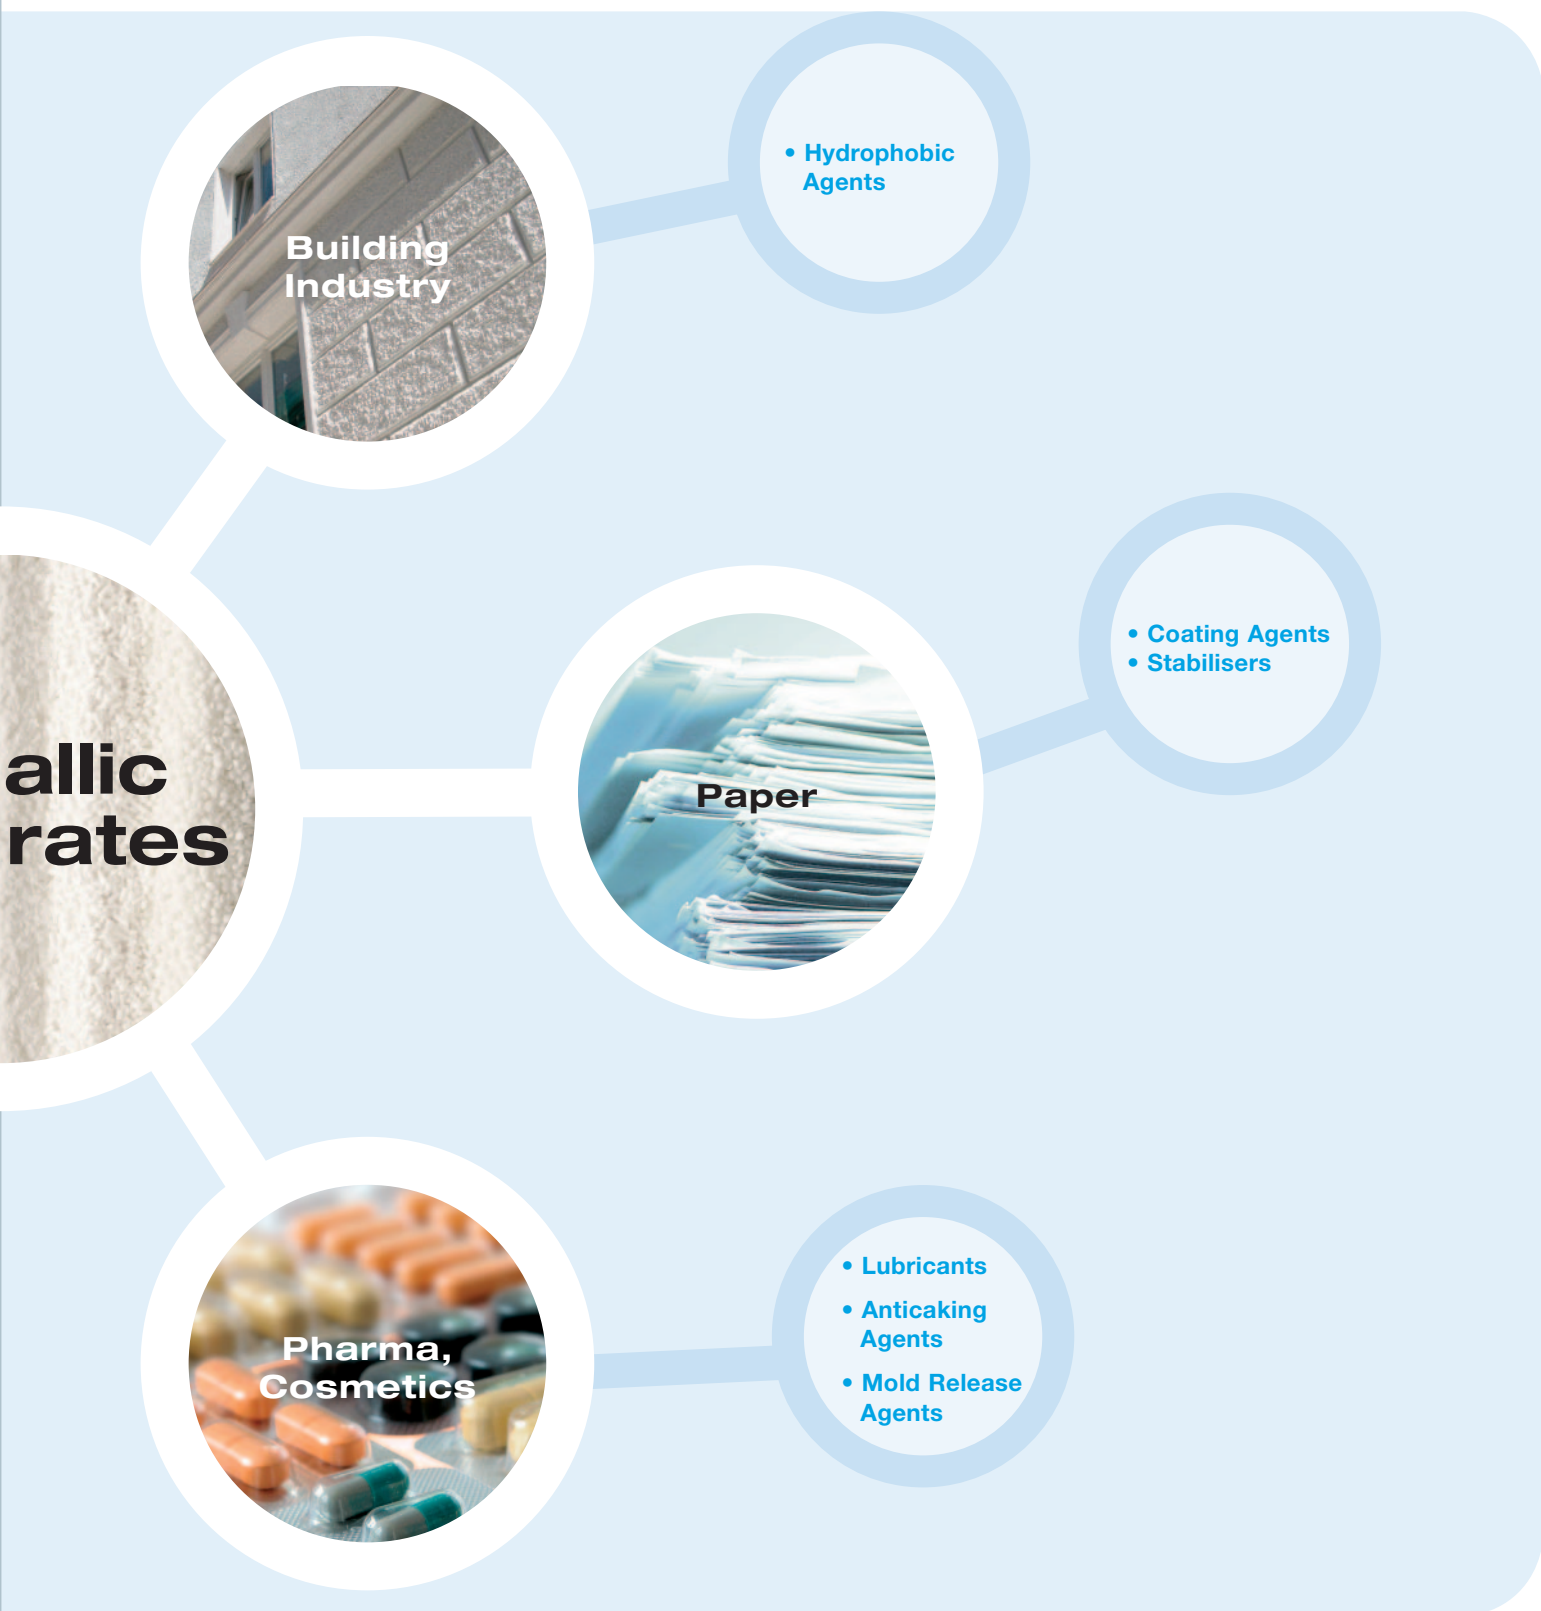 • Hydrophobic
Agents
Building
Industry
• Coating Agents
• Stabilisers
allic
rates
Paper
• Lubricants
• Anticaking
Agents
• Mold Release
Agents
Pharma,
Cosmetics